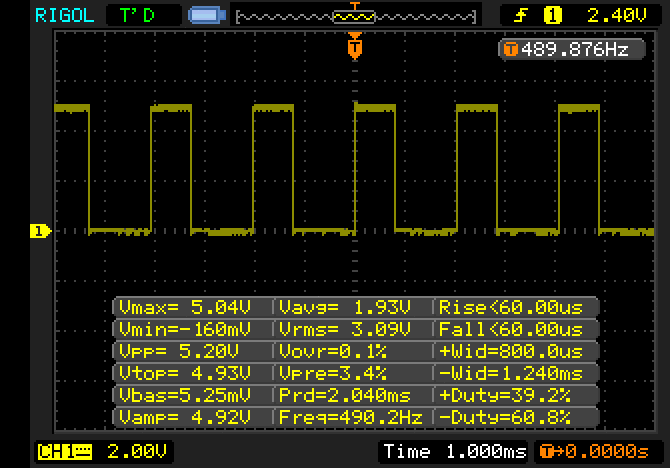 RIGOL T'D T 1 2.40V
T
T 489.876Hz
1
Vmax= 5.04V Vavg= 1.93V Rise<60.00us
Vmin=-160mV Vrms= 3.09V Fall<60.00us
Vpp= 5.20V Vovr=0.1% +Wid=800.0us
Vtop= 4.93V Vpre=3.4% -Wid=1.240ms
Vbas=5.25mV Prd=2.040ms +Duty=39.2%
Vamp= 4.92V Freq=490.2Hz -Duty=60.8%
CH1 2.00V Time 1.000ms T→0.0000s